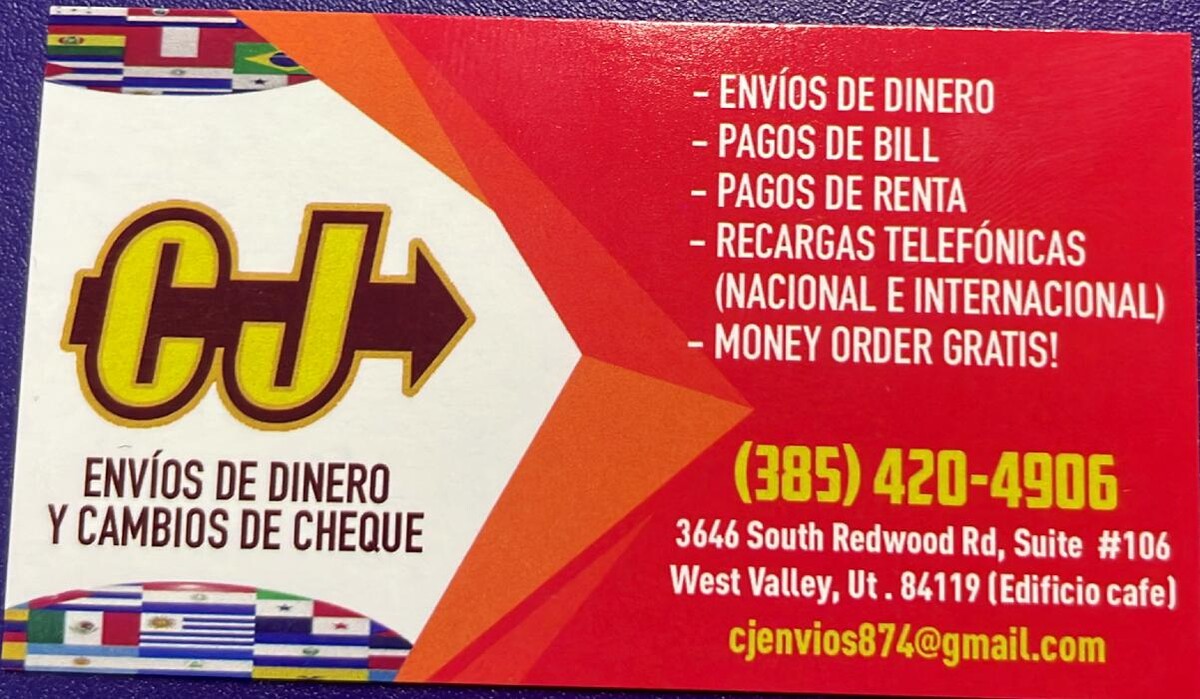 CJ
ENVÍOS DE DINERO
Y CAMBIOS DE CHEQUE
- ENVÍOS DE DINERO
- PAGOS DE BILL
- PAGOS DE RENTA
- RECARGAS TELEFÓNICAS
(NACIONAL E INTERNACIONAL)
- MONEY ORDER GRATIS!
(385) 420-4906
3646 South Redwood Rd, Suite #106
West Valley, Ut . 84119 (Edificio cafe)
cjenvios874@gmail.com